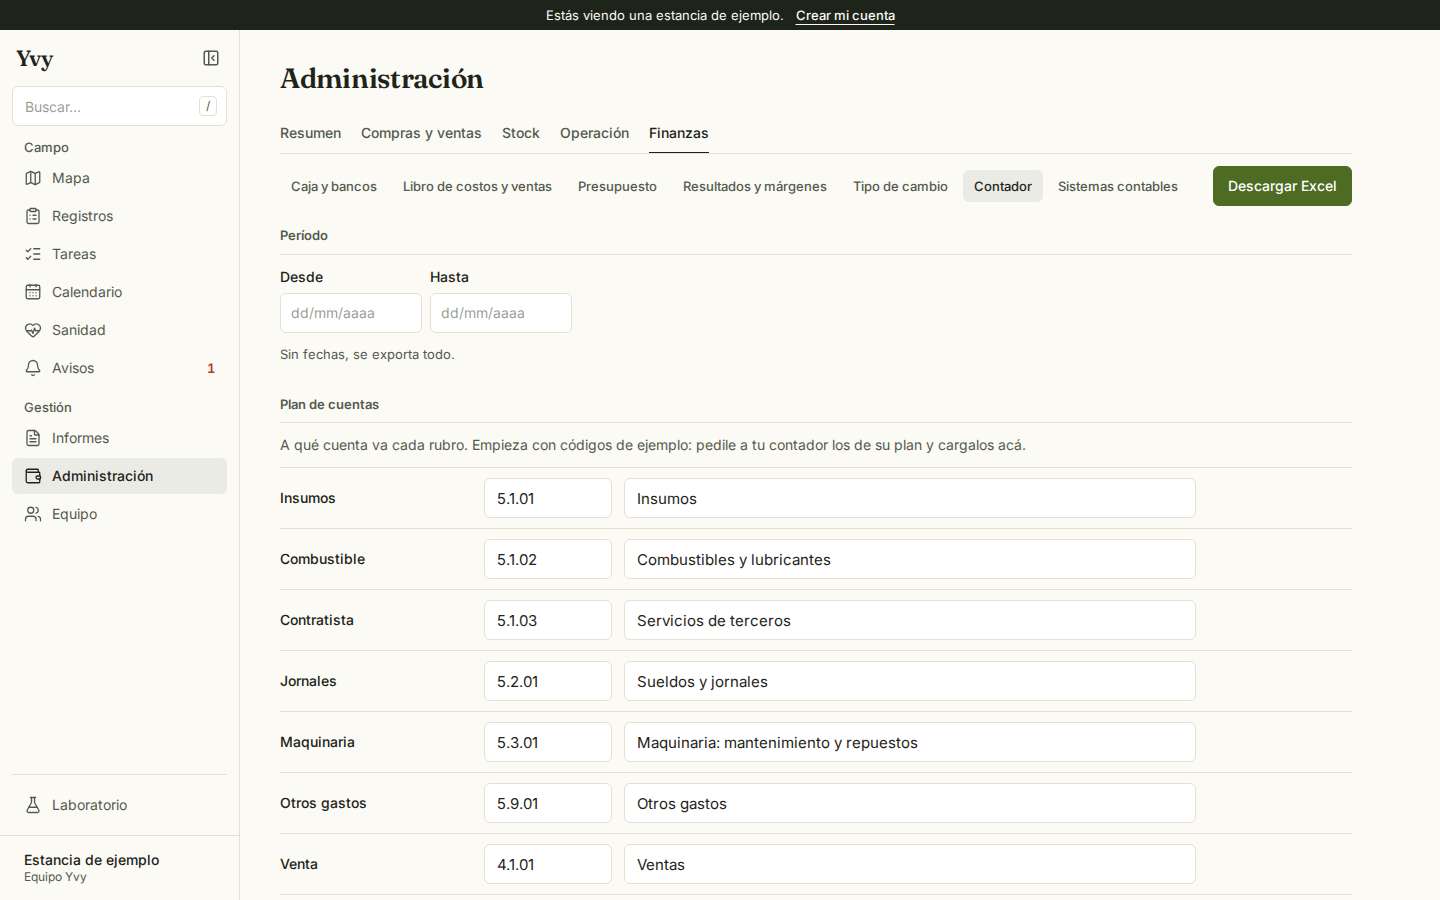 Estás viendo una estancia de ejemplo. Crear mi cuenta
Yvy
Buscar... /
Campo
Mapa
Registros
Tareas
Calendario
Sanidad
Avisos 1
Gestión
Informes
Administración
Equipo
Laboratorio
Estancia de ejemplo
Equipo Yvy
Administración
Resumen Compras y ventas Stock Operación Finanzas
Caja y bancos Libro de costos y ventas Presupuesto Resultados y márgenes Tipo de cambio Contador Sistemas contables Descargar Excel
Período
Desde Hasta
dd/mm/aaaa dd/mm/aaaa
Sin fechas, se exporta todo.
Plan de cuentas
A qué cuenta va cada rubro. Empieza con códigos de ejemplo: pedile a tu contador los de su plan y cargalos acá.
Insumos 5.1.01 Insumos
Combustible 5.1.02 Combustibles y lubricantes
Contratista 5.1.03 Servicios de terceros
Jornales 5.2.01 Sueldos y jornales
Maquinaria 5.3.01 Maquinaria: mantenimiento y repuestos
Otros gastos 5.9.01 Otros gastos
Venta 4.1.01 Ventas